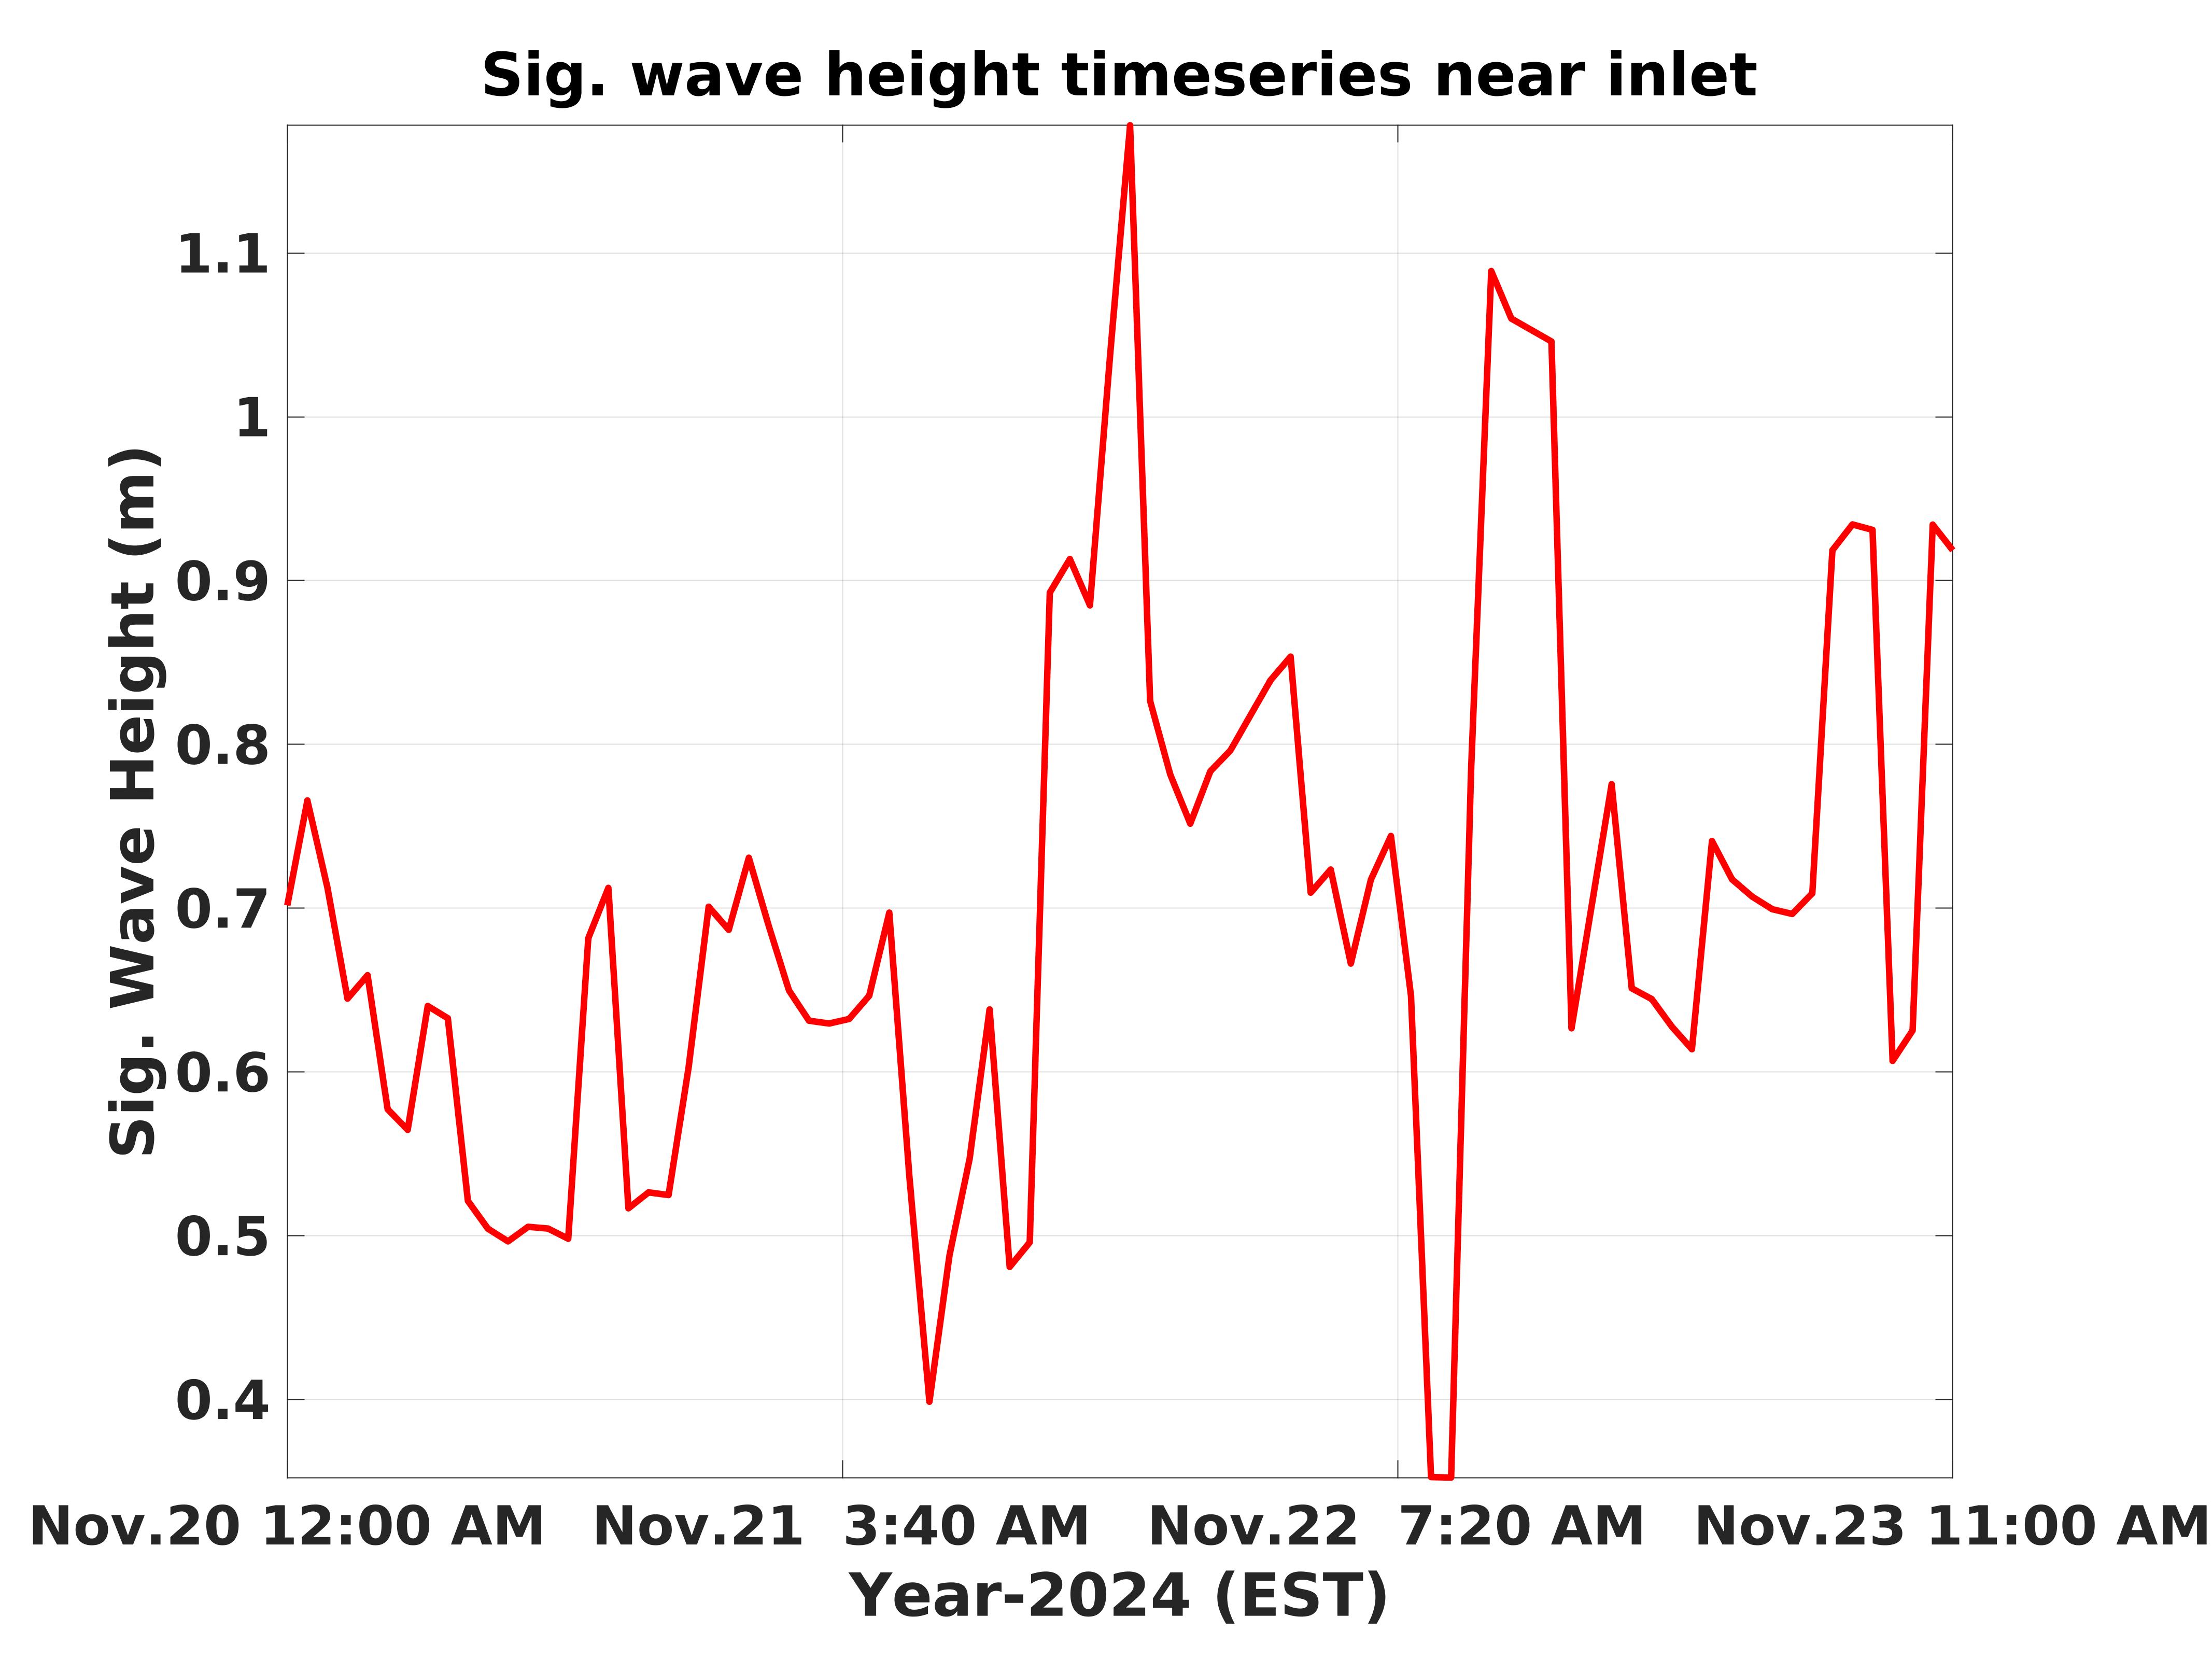 Sig. wave height timeseries near inlet
Sig. Wave Height (m)
1.1
1
0.9
0.8
0.7
0.6
0.5
0.4
Nov.20 12:00 AM Nov.21 3:40 AM Nov.22 7:20 AM Nov.23 11:00 AM
Year-2024 (EST)